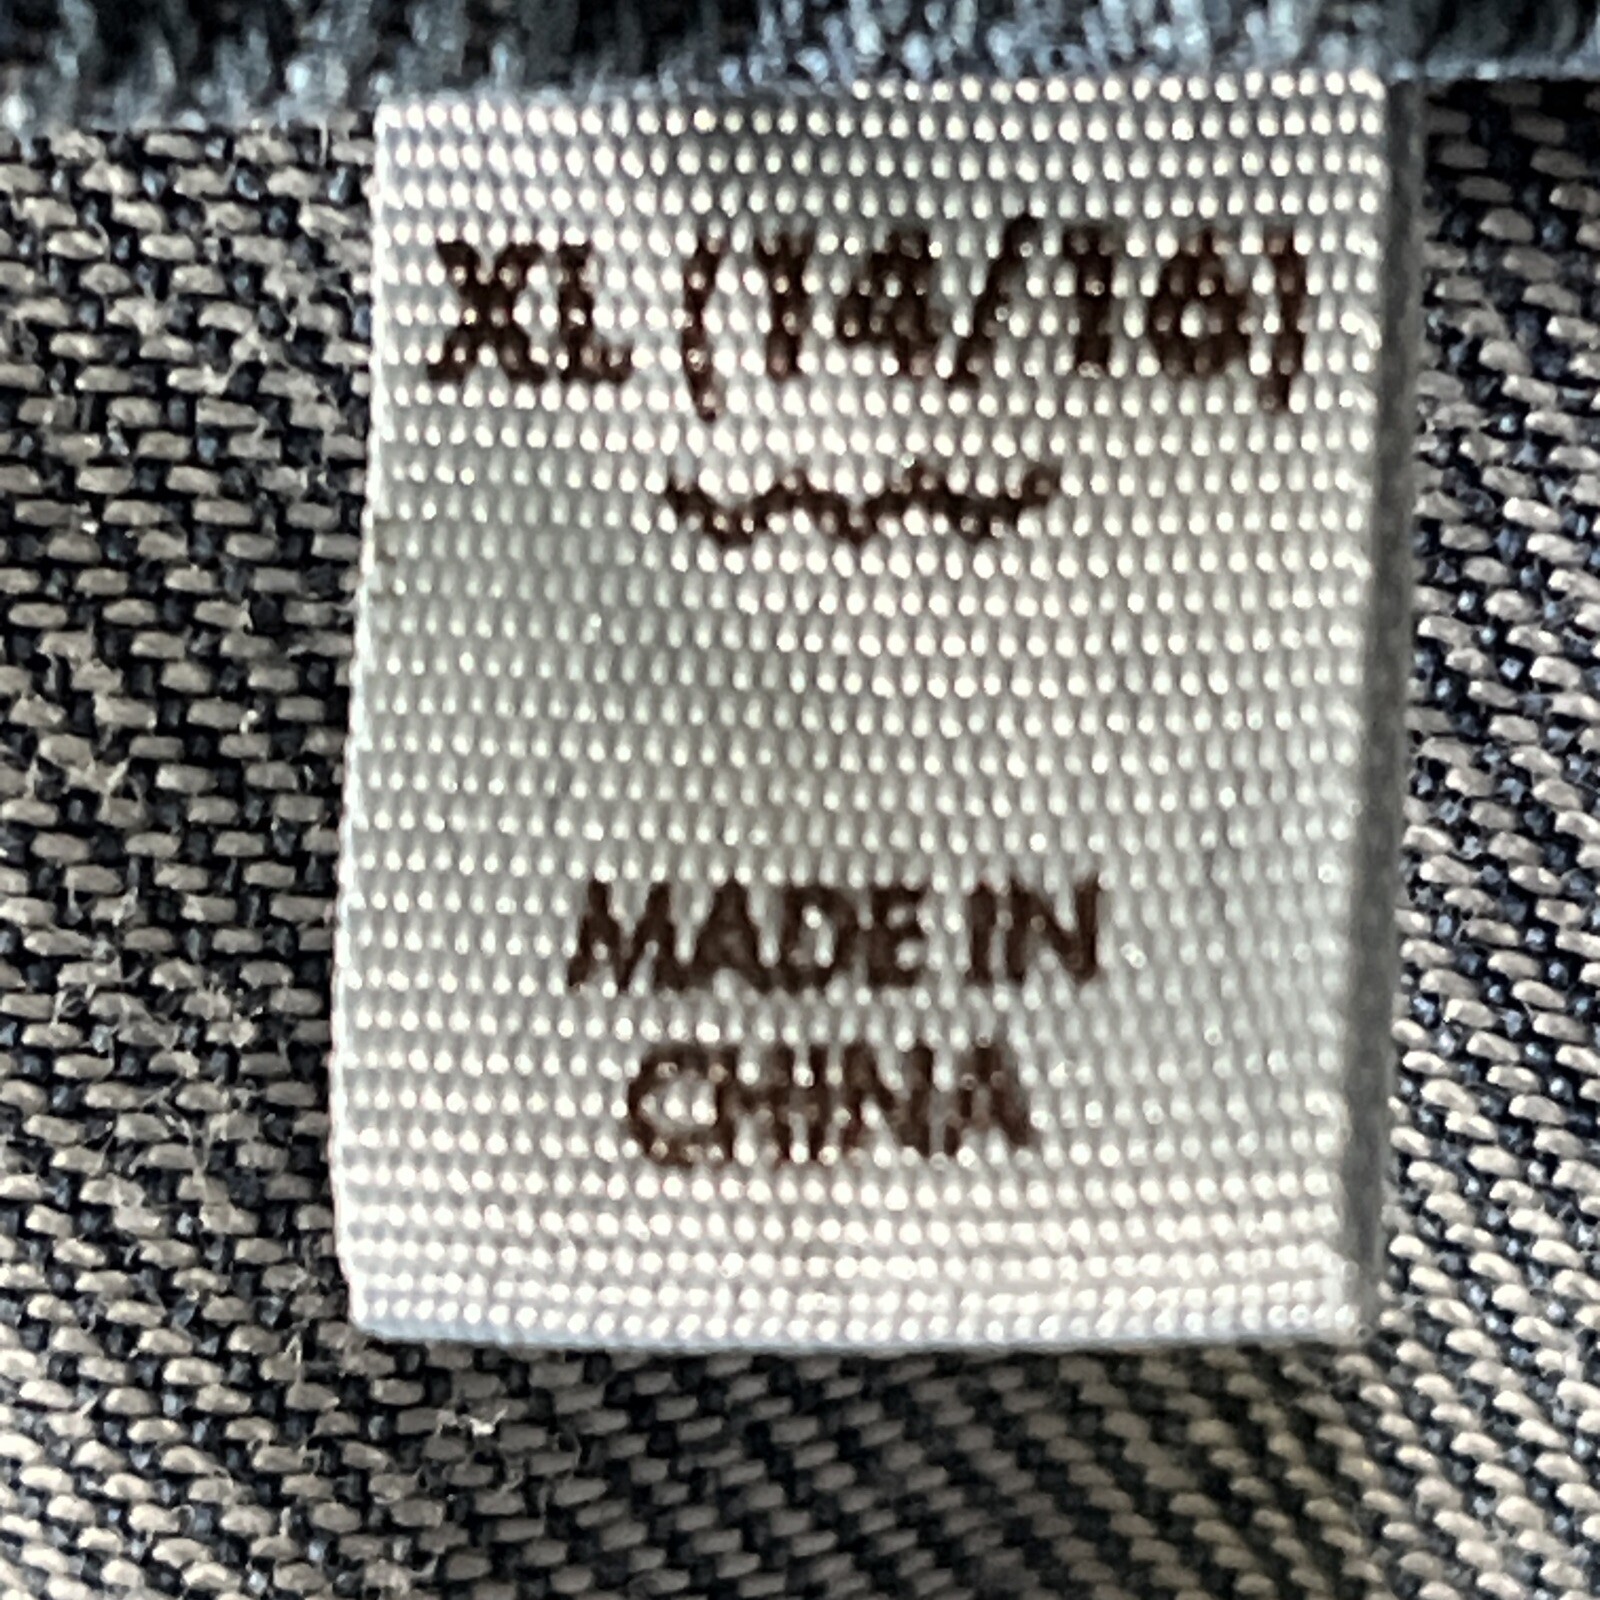 XL (14/16)
MADE IN
CHINA